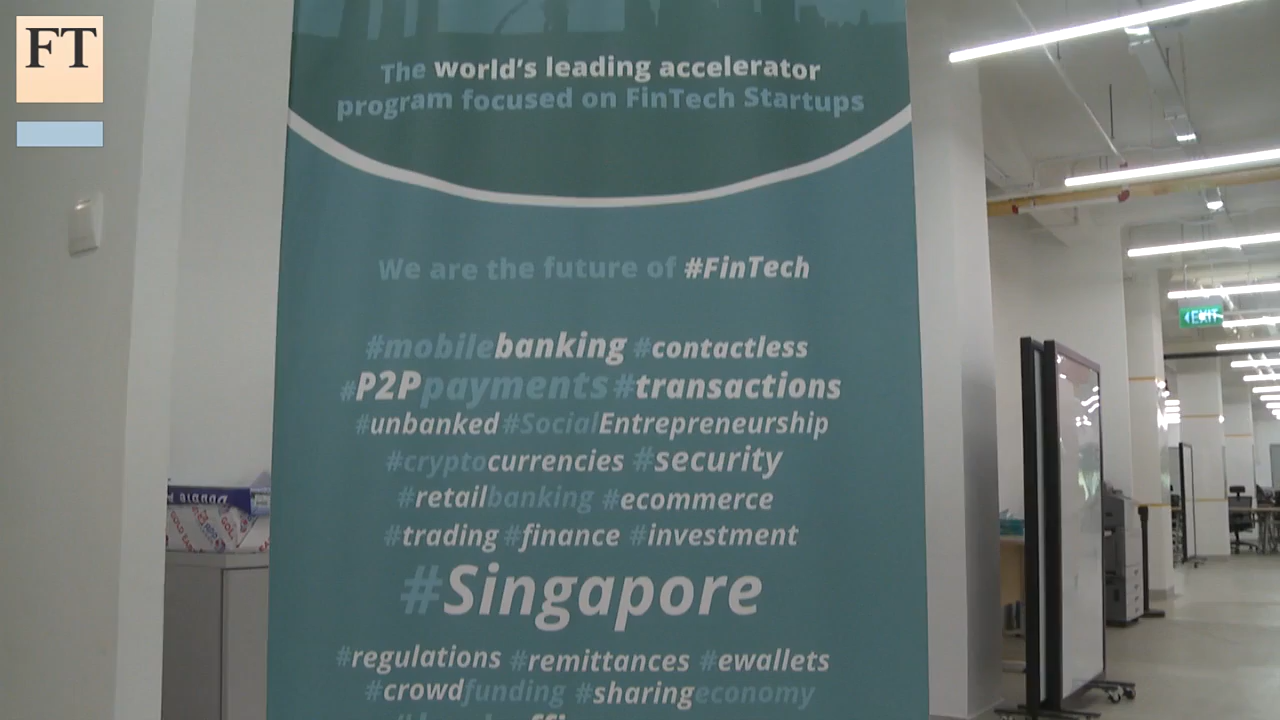 FT
The world's leading accelerator
program focused on FinTech Startups
We are the future of #FinTech
#mobilebanking #contactless
#P2Ppayments #transactions
#unbanked #SocialEntrepreneurship
#cryptocurrencies #security
#retailbanking #ecommerce
#trading #finance #investment
#Singapore
#regulations #remittances #ewallets
#crowdfunding #sharingeconomy
EXIT